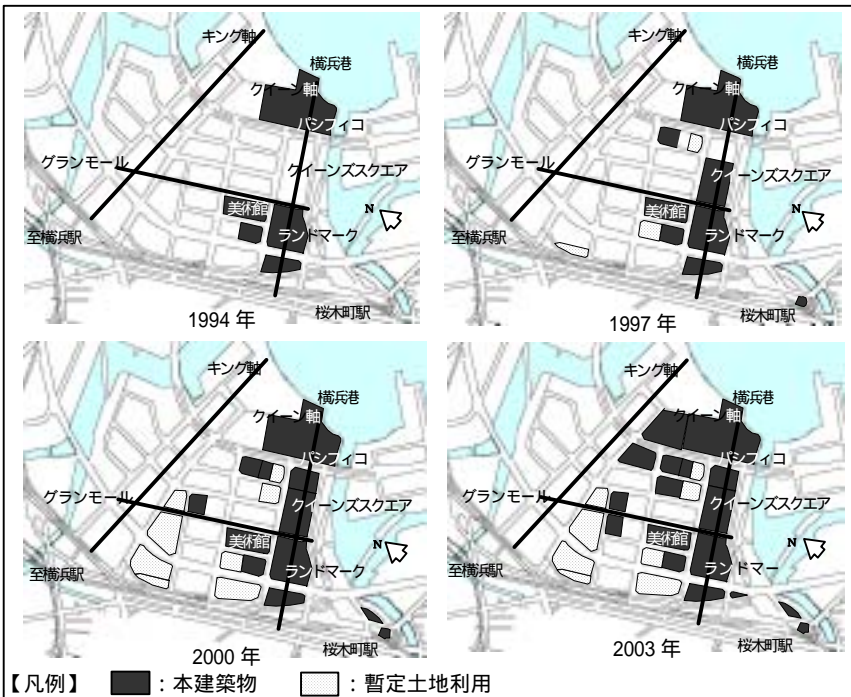 キング軸
横浜港
クイーン軸
パシフィコ
グランモール
クイーンズスクエア
美術館
N
至横浜駅
ランドマーク
桜木町駅
1994 年
キング軸
横浜港
クイーン軸
パシフィコ
グランモール
クイーンズスクエア
美術館
N
至横浜駅
ランドマーク
桜木町駅
1997 年
キング軸
横浜港
クイーン軸
パシフィコ
グランモール
クイーンズスクエア
美術館
N
至横浜駅
ランドマーク
桜木町駅
2000 年
キング軸
横浜港
クイーン軸
パシフィコ
グランモール
クイーンズスクエア
美術館
N
至横浜駅
ランドマー
桜木町駅
2003 年
【凡例】 :本建築物 :暫定土地利用